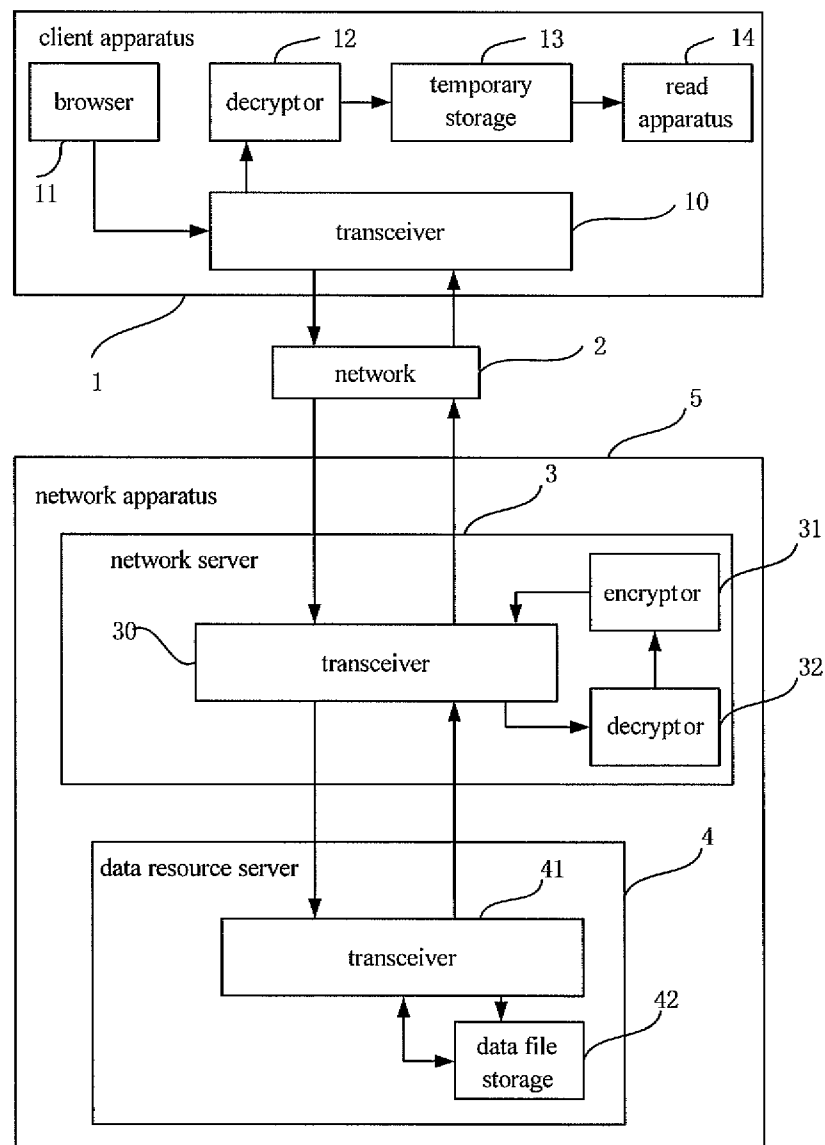 client apparatus
12
13
14
browser
decryptor
temporary
storage
read
apparatus
11
10
transceiver
1
2
network
5
network apparatus
3
network server
31
encryptor
30
transceiver
32
decryptor
4
data resource server
41
transceiver
42
data file
storage